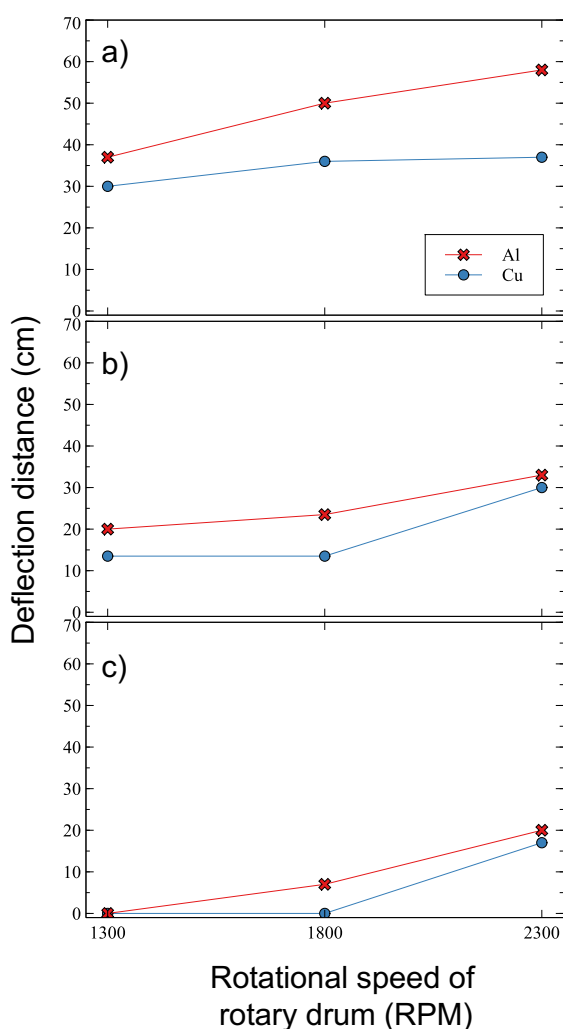 a)
70
60
50
40
30
20
10
0
Al
Cu
b)
70
60
50
40
30
20
10
0
c)
70
60
50
40
30
20
10
0
1300 1800 2300
Deflection distance (cm)
Rotational speed of
rotary drum (RPM)